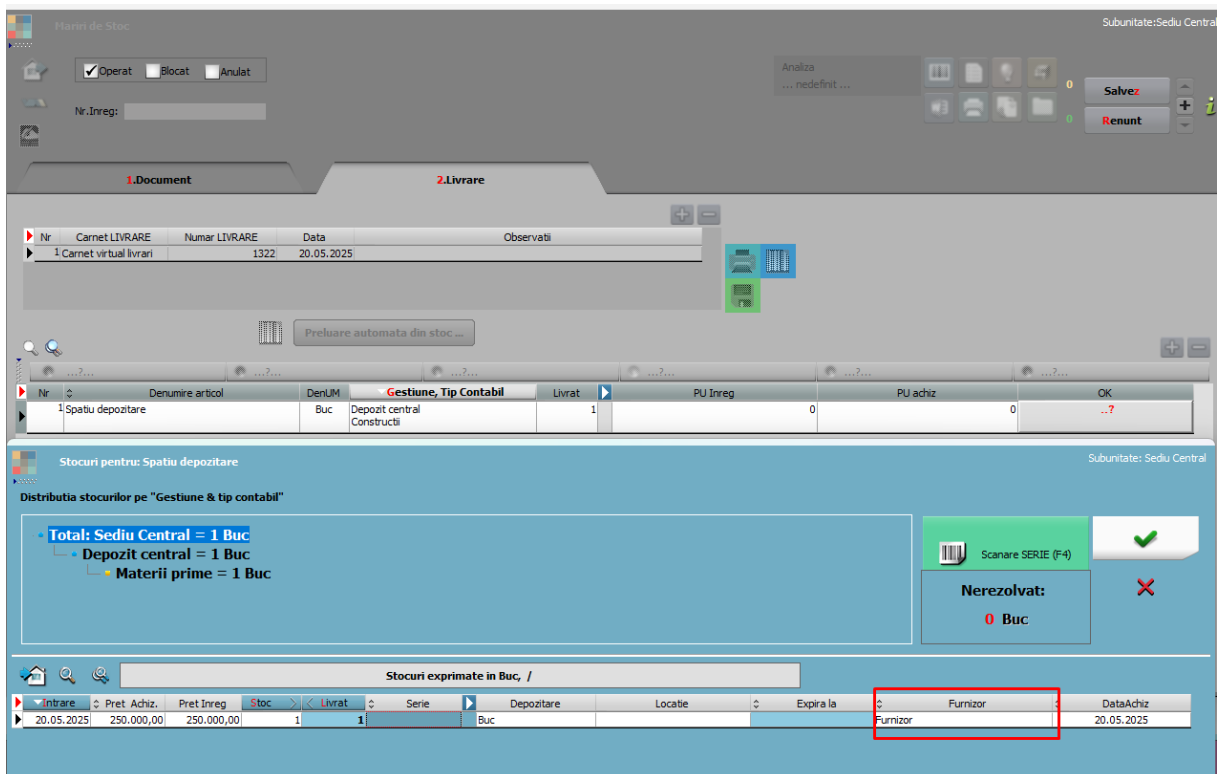 Mariri de Stoc
Subunitate:Sediu Central
Operat Blocat Anulat
Analiza
... nedefinit ...
Nr.Inreg:
0
Salvez
0
Renunt
1.Document 2.Livrare
Nr Carnet LIVRARE Numar LIVRARE Data Observatii
1 Carnet virtual livrari 1322 20.05.2025
Preluare automata din stoc ...
...?... ...?... ...?... ...?... ...?... ...?...
Nr Denumire articol DenUM Gestiune, Tip Contabil Livrat PU Inreg PU achiz OK
1 Spatiu depozitare Buc Depozit central 1 0 0 ..?
Constructii
Stocuri pentru: Spatiu depozitare
Subunitate: Sediu Central
Distributia stocurilor pe "Gestiune & tip contabil"
Total: Sediu Central = 1 Buc
Depozit central = 1 Buc
Materii prime = 1 Buc
Scanare SERIE (F4)
Nerezolvat:
0 Buc
Stocuri exprimate in Buc, /
Intrare Pret Achiz. Pret Inreg Stoc Livrat Serie Depozitare Locatie Expira la Furnizor DataAchiz
20.05.2025 250.000,00 250.000,00 1 1 Buc Furnizor 20.05.2025